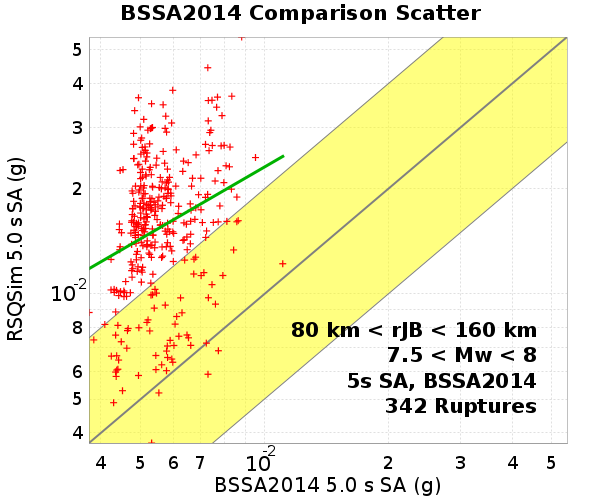 BSSA2014 Comparison Scatter
RSQSim 5.0 s SA (g)
5
4
3
2
10-2
8
6
5
4
80 km < rJB < 160 km
7.5 < Mw < 8
5s SA, BSSA2014
342 Ruptures
4 5 6 7 10-2 2 3 4 5
BSSA2014 5.0 s SA (g)